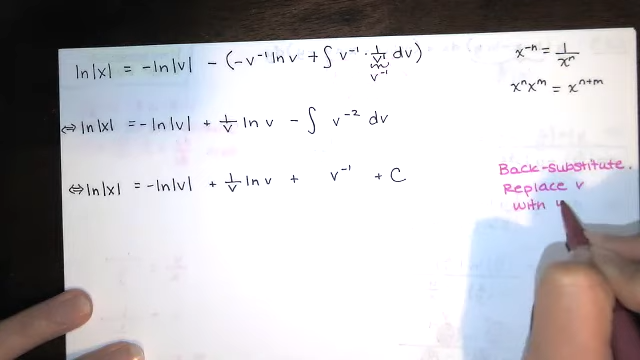 ln|x| = -ln|v| - (-v⁻¹ ln v + ∫ v⁻¹ · 1/v dv)
v⁻¹
x⁻ⁿ = 1/xⁿ
xⁿxᵐ = xⁿ⁺ᵐ
⇔ ln|x| = -ln|v| + 1/v ln v - ∫ v⁻² dv
⇔ ln|x| = -ln|v| + 1/v ln v + v⁻¹ + C
Back-substitute.
Replace v
with